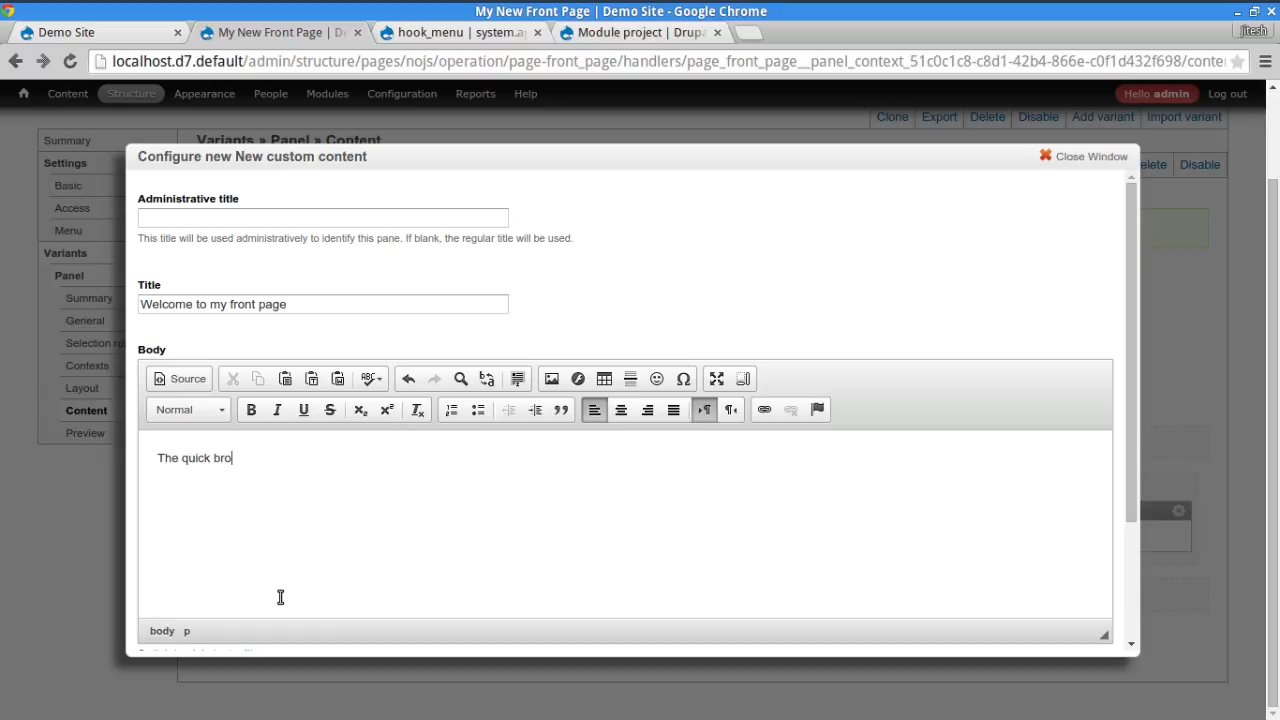 My New Front Page | Demo Site - Google Chrome
Demo Site
My New Front Page | D
hook_menu | system.a
Module project | Drup
jitesh
localhost.d7.default/admin/structure/pages/nojs/operation/page-front_page/handlers/page_front_page__panel_context_51c0c1c8-c8d1-42b4-866e-c0f1d432f698/conte
Content Structure Appearance People Modules Configuration Reports Help Hello admin Log out
Clone Export Delete Disable Add variant Import variant
Summary
Variants » Panel » Content
Configure new New custom content
Close Window
Settings
elete Disable
Basic
Administrative title
Access
Menu
This title will be used administratively to identify this pane. If blank, the regular title will be used.
Variants
Panel
Title
Summary
Welcome to my front page
General
Selection ru
Body
Contexts
Source
Layout
Content
Normal
Preview
The quick bro
body p